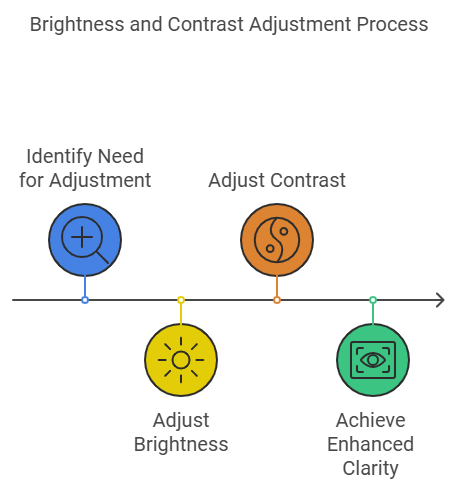 Brightness and Contrast Adjustment Process
Identify Need
for Adjustment
Adjust
Brightness
Adjust Contrast
Achieve
Enhanced
Clarity